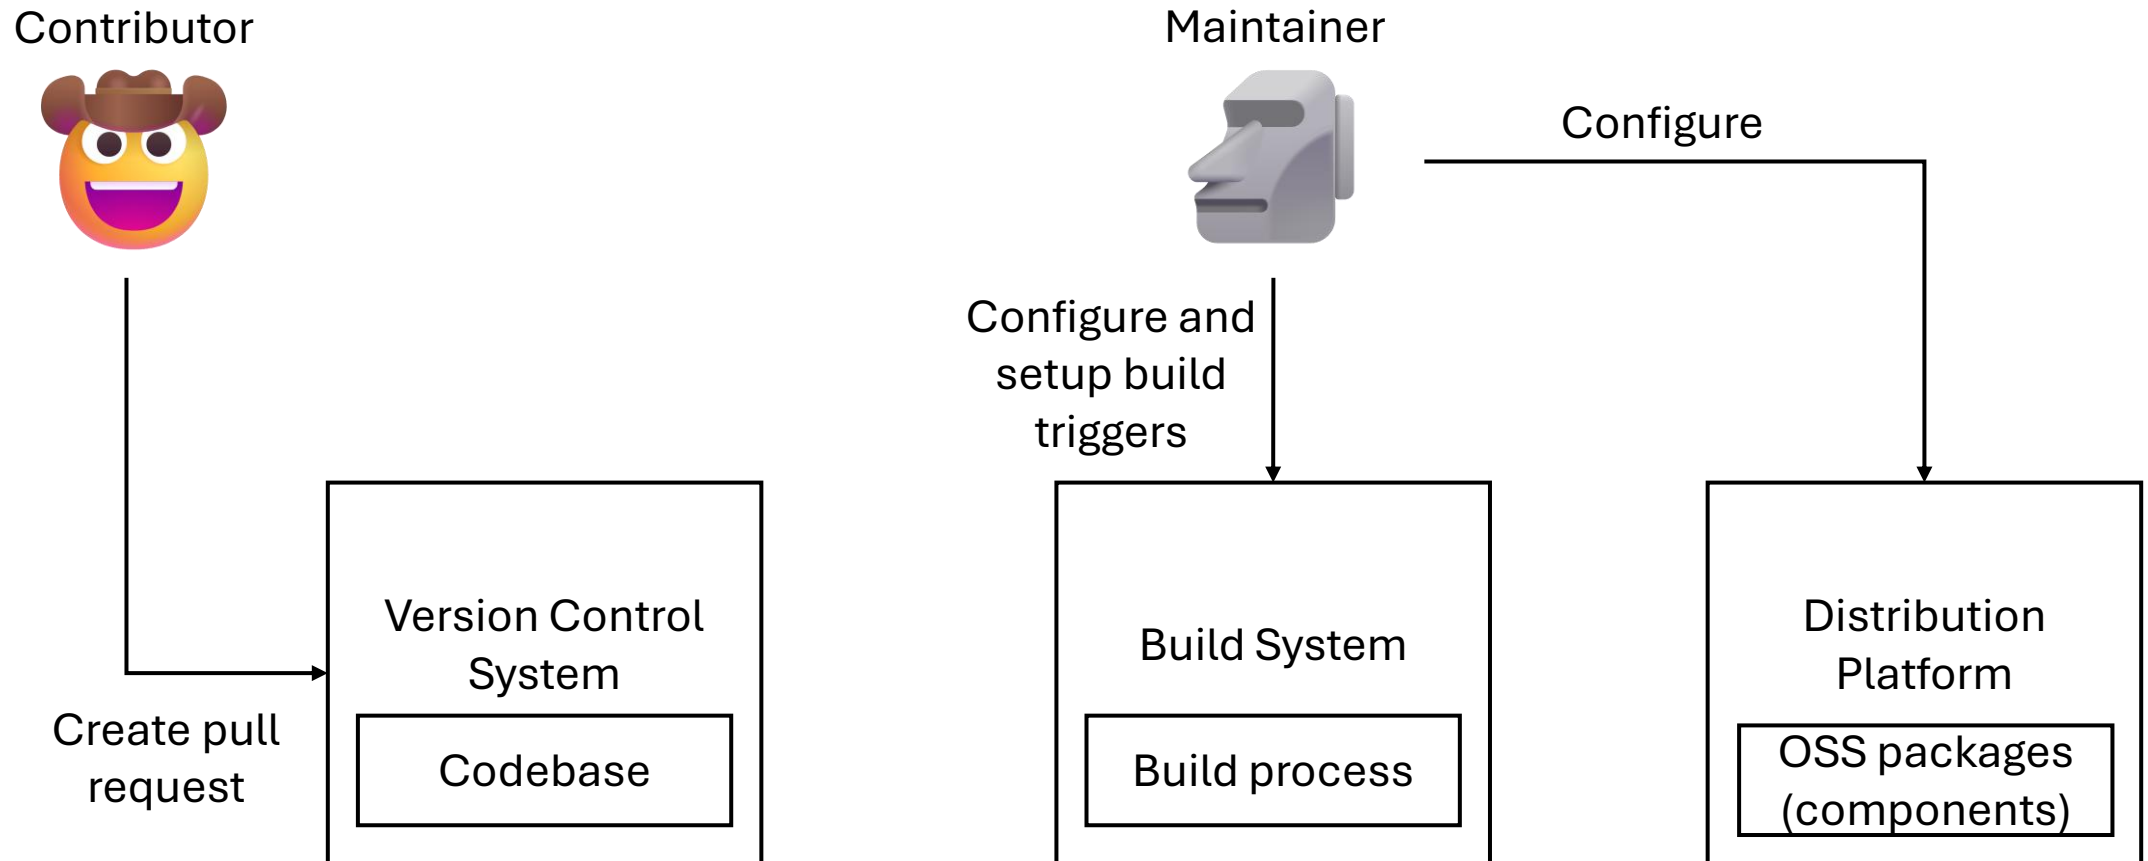 Contributor
Maintainer
Configure
Configure and
setup build
triggers
Version Control
System
Build System
Distribution
Platform
Create pull
request
Codebase
Build process
OSS packages
(components)